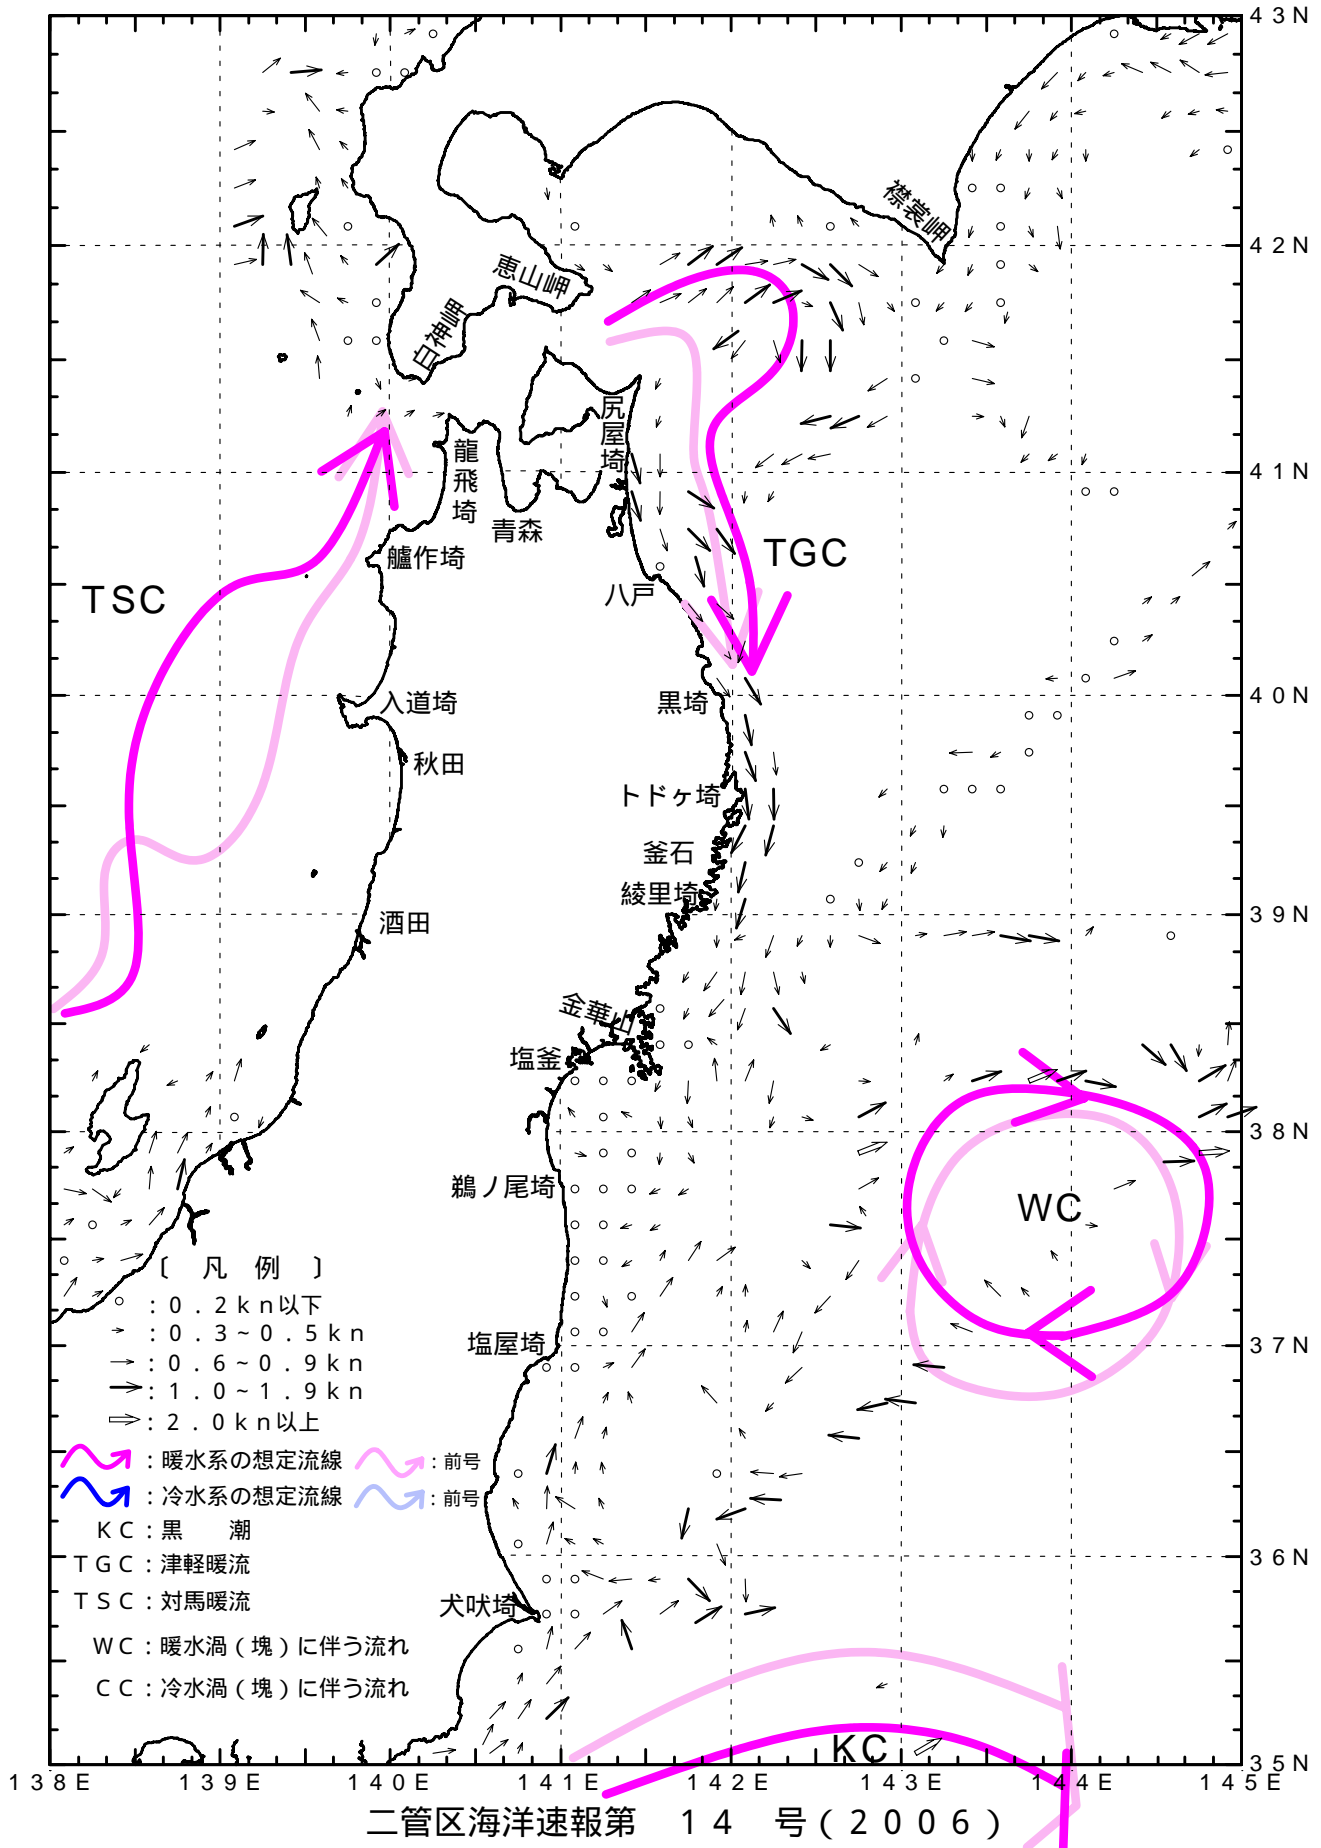 43N
襟裳岬
42N
恵山岬
白神岬
尻屋埼
龍飛埼
41N
青森
TGC
艫作埼
八戸
TSC
入道埼
黒埼
40N
秋田
トドヶ埼
釜石
綾里埼
酒田
39N
金華山
塩釜
38N
鵜ノ尾埼
WC
〔 凡 例 〕
:0.2kn以下
:0.3~0.5kn
塩屋埼
37N
:0.6~0.9kn
:1.0~1.9kn
:2.0kn以上
:暖水系の想定流線 :前号
:冷水系の想定流線 :前号
KC:黒 潮
TGC:津軽暖流
36N
TSC:対馬暖流
犬吠埼
WC:暖水渦(塊)に伴う流れ
CC:冷水渦(塊)に伴う流れ
KC
35N
138E 139E 140E 141E 142E 143E 144E 145E
二管区海洋速報第 14 号(2006)